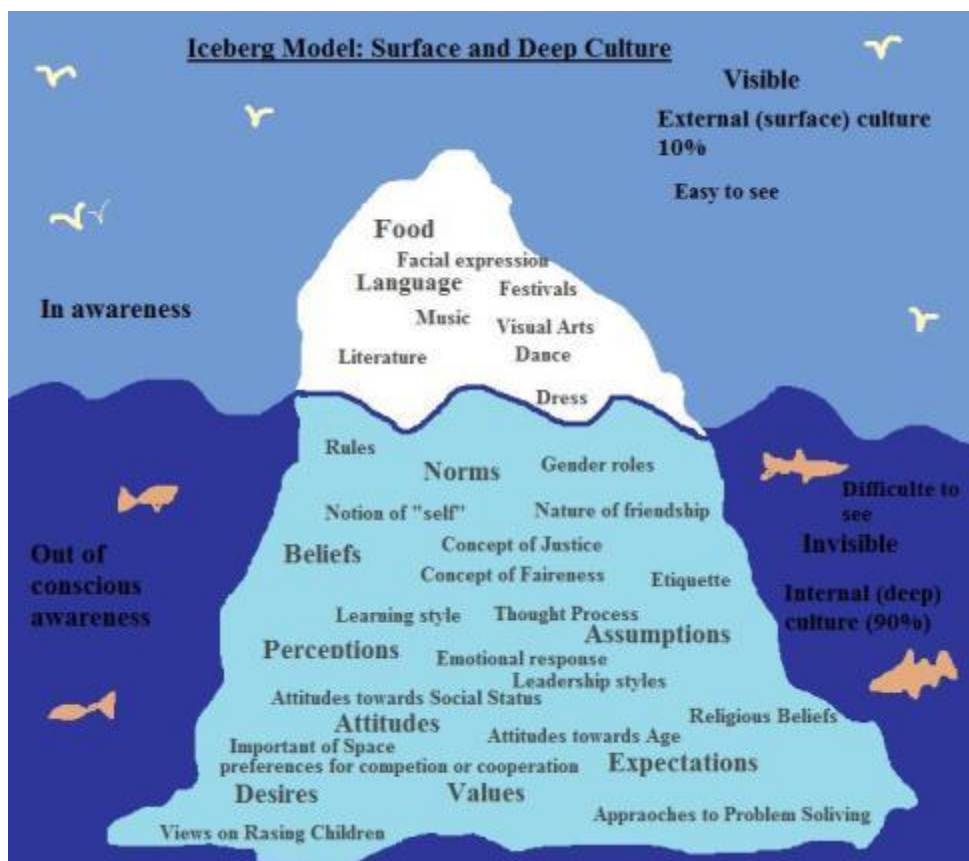 Iceberg Model: Surface and Deep Culture
Visible
External (surface) culture
10%
Easy to see
In awareness
Food
Facial expression
Language
Festivals
Music
Visual Arts
Literature
Dance
Dress
Rules
Norms
Gender roles
Notion of "self"
Nature of friendship
Beliefs
Concept of Justice
Concept of Faireness
Etiquette
Learning style
Thought Process
Assumptions
Perceptions
Emotional response
Leadership styles
Attitudes towards Social Status
Attitudes
Religious Beliefs
Important of Space
Attitudes towards Age
preferences for competion or cooperation
Expectations
Desires
Values
Appraoches to Problem Soliving
Views on Rasing Children
Out of
conscious
awareness
Difficulte to
see
Invisible
Internal (deep)
culture (90%)